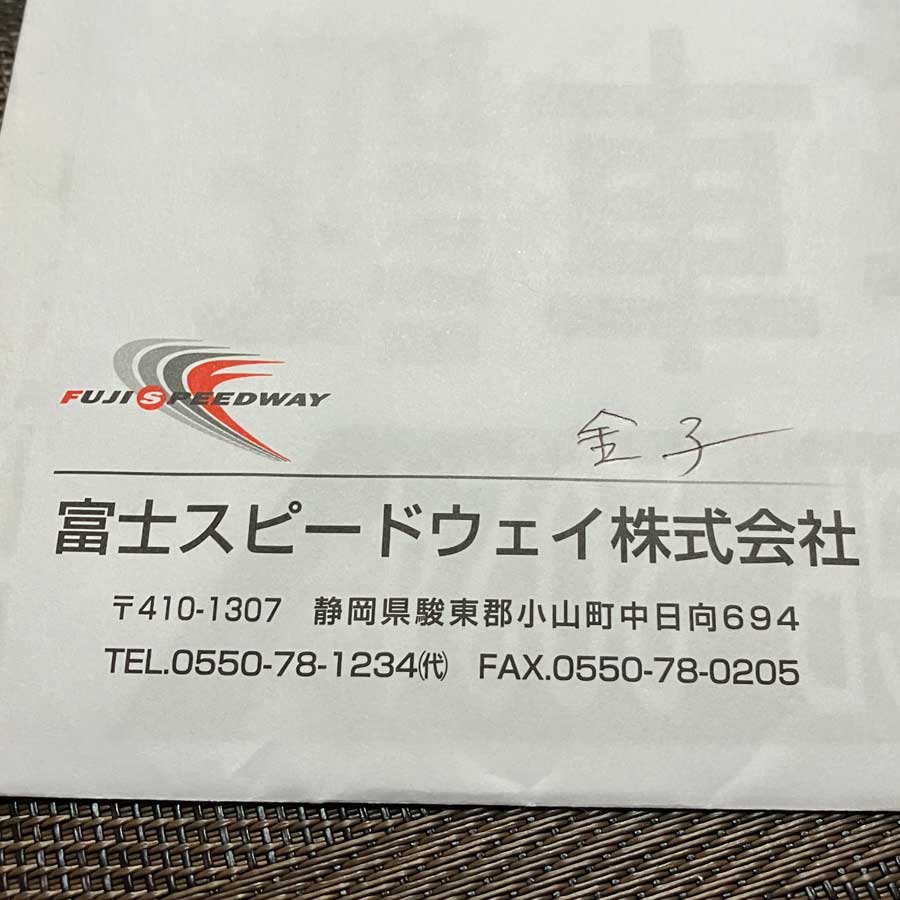 FUJI SPEEDWAY
金子
富士スピードウェイ株式会社
〒410-1307 静岡県駿東郡小山町中日向694
TEL.0550-78-1234㈹ FAX.0550-78-0205